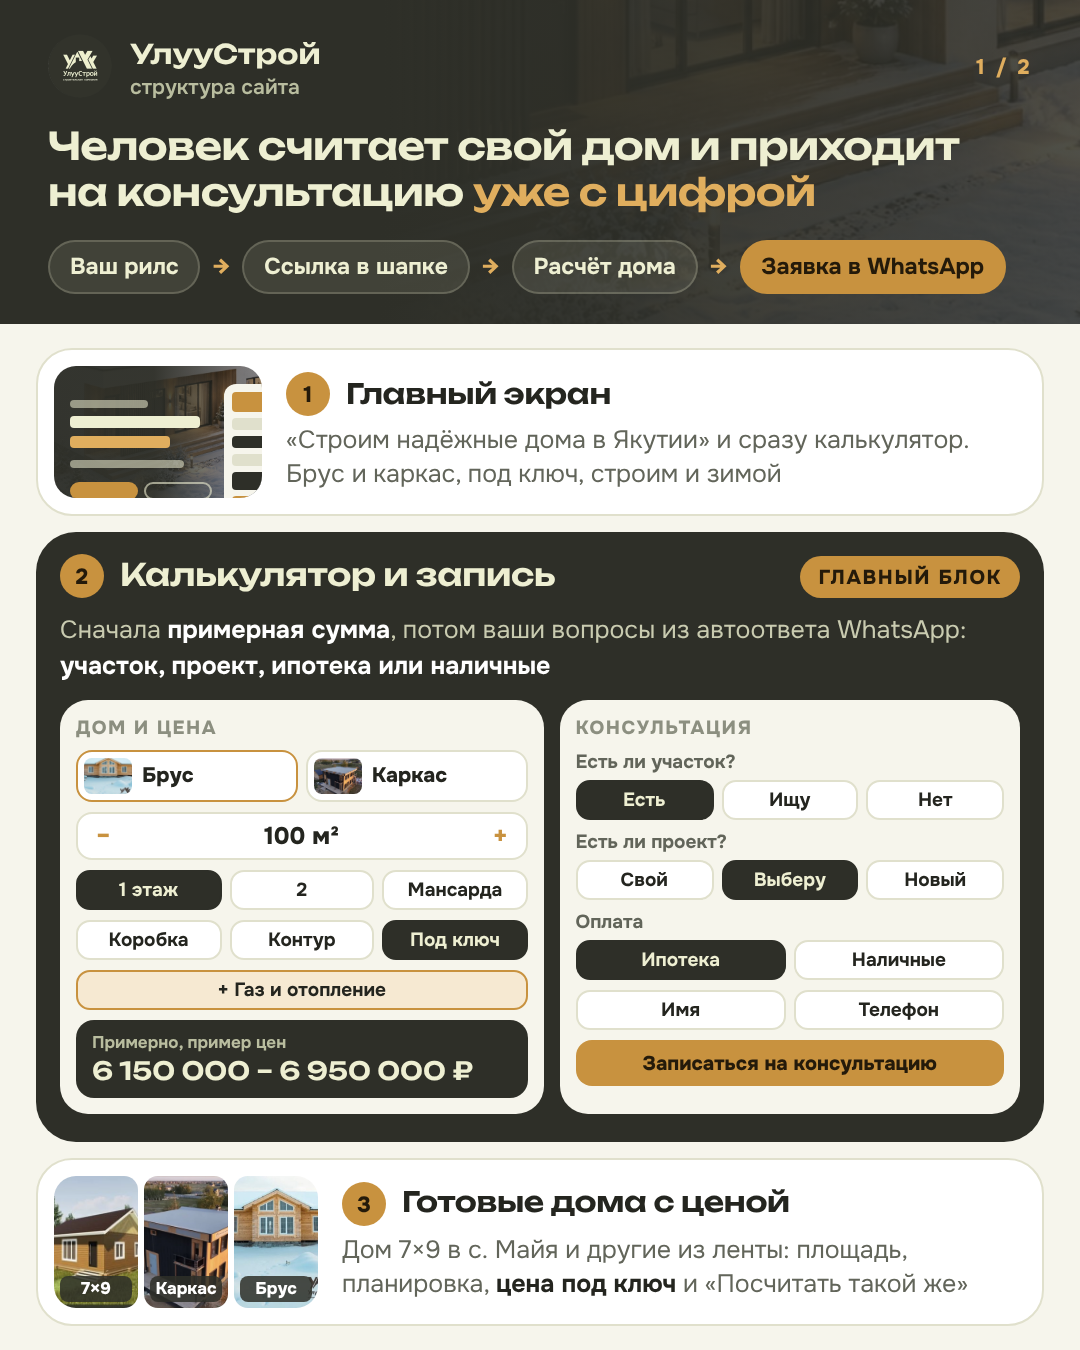 УлууСтрой
УлууСтрой
структура сайта
1 / 2
Человек считает свой дом и приходит
на консультацию уже с цифрой
Ваш рилс → Ссылка в шапке → Расчёт дома → Заявка в WhatsApp
1 Главный экран
«Строим надёжные дома в Якутии» и сразу калькулятор.
Брус и каркас, под ключ, строим и зимой
2 Калькулятор и запись
ГЛАВНЫЙ БЛОК
Сначала примерная сумма, потом ваши вопросы из автоответа WhatsApp:
участок, проект, ипотека или наличные
ДОМ И ЦЕНА
Брус Каркас
− 100 м² +
1 этаж 2 Мансарда
Коробка Контур Под ключ
+ Газ и отопление
Примерно, пример цен
6 150 000 – 6 950 000 ₽
КОНСУЛЬТАЦИЯ
Есть ли участок?
Есть Ищу Нет
Есть ли проект?
Свой Выберу Новый
Оплата
Ипотека Наличные
Имя Телефон
Записаться на консультацию
7×9 Каркас Брус
3 Готовые дома с ценой
Дом 7×9 в с. Майя и другие из ленты: площадь,
планировка, цена под ключ и «Посчитать такой же»